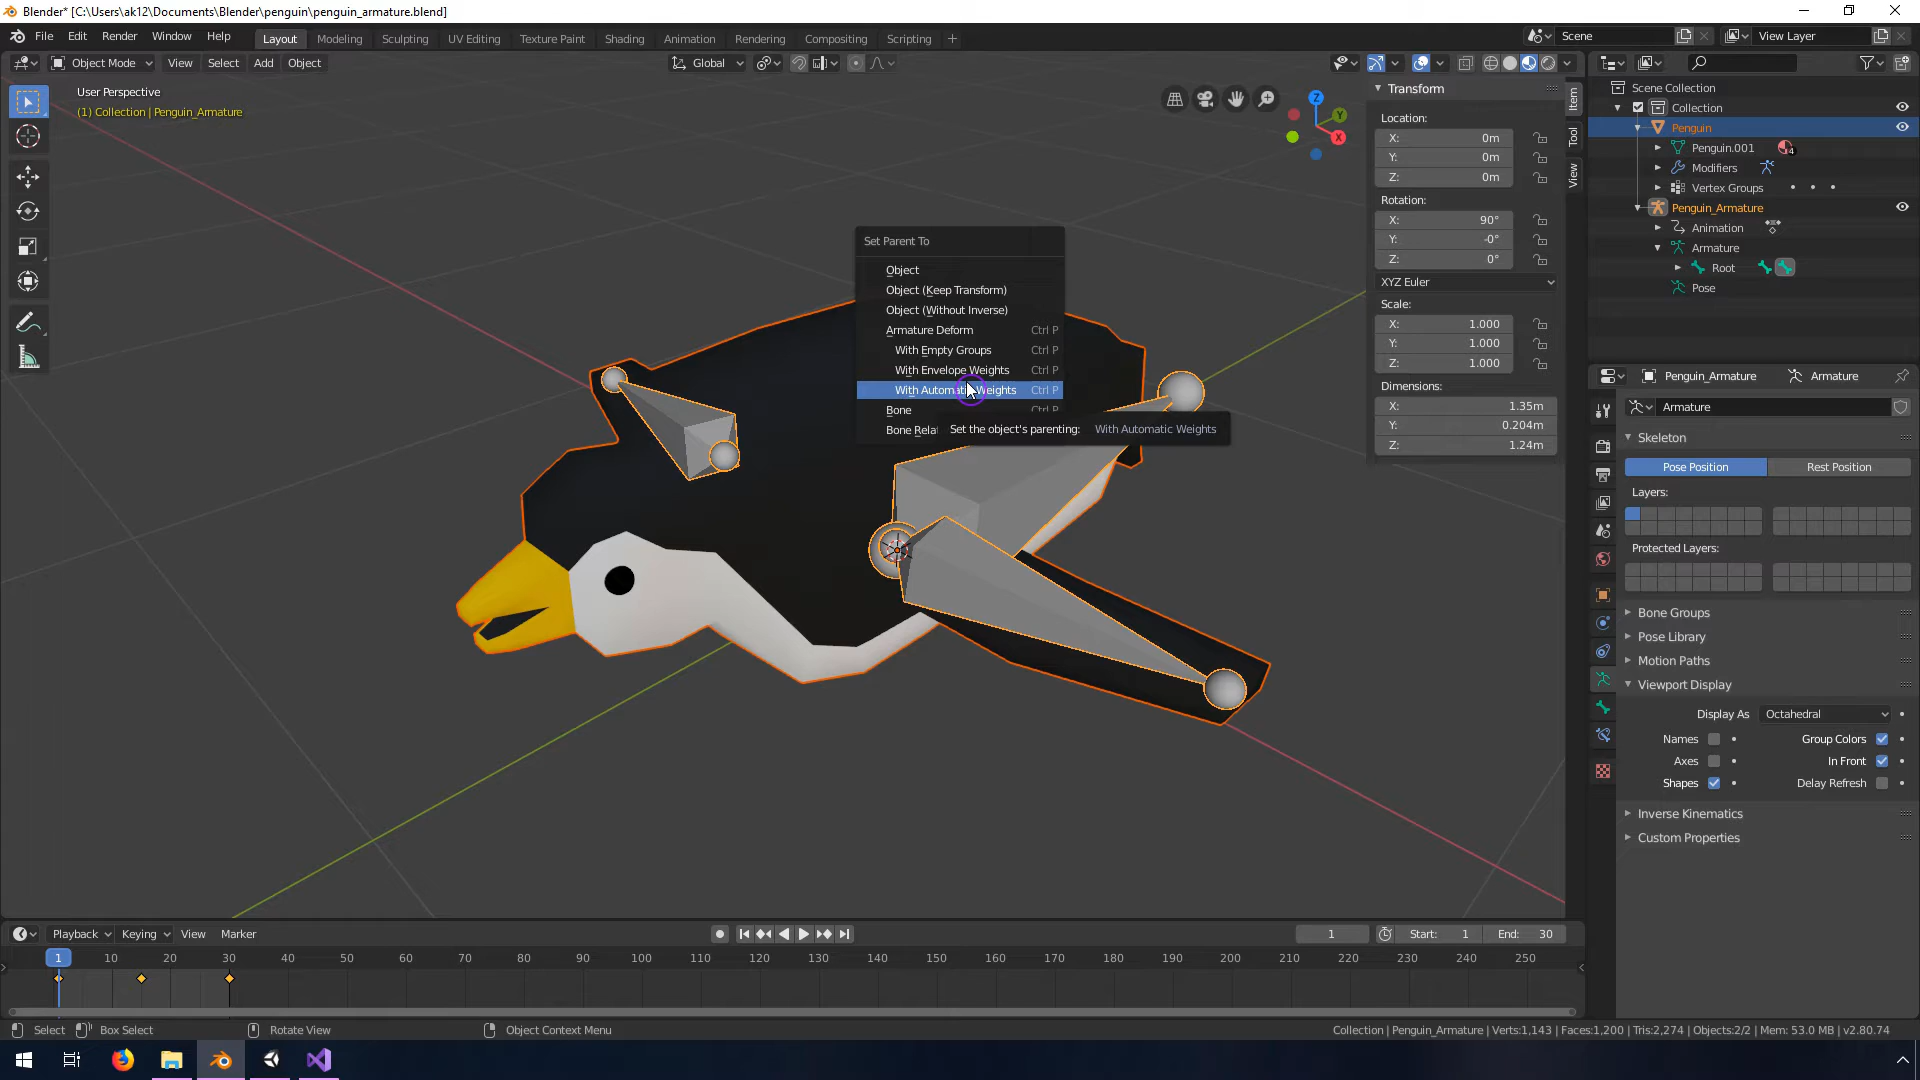 Blender* [C:\Users\ak12\Documents\Blender\penguin\penguin_armature.blend]
File Edit Render Window Help
Layout Modeling Sculpting UV Editing Texture Paint Shading Animation Rendering Compositing Scripting +
Scene
View Layer
Object Mode View Select Add Object
Global
User Perspective
(1) Collection | Penguin_Armature
Z
Y
X
Set Parent To
Object
Object (Keep Transform)
Object (Without Inverse)
Armature Deform Ctrl P
With Empty Groups Ctrl P
With Envelope Weights Ctrl P
With Automatic Weights Ctrl P
Bone Ctrl P
Bone Rela
Set the object's parenting: With Automatic Weights
Transform
Location:
X: 0m
Y: 0m
Z: 0m
Rotation:
X: 90°
Y: -0°
Z: 0°
XYZ Euler
Scale:
X: 1.000
Y: 1.000
Z: 1.000
Dimensions:
X: 1.35m
Y: 0.204m
Z: 1.24m
Item
Tool
View
Scene Collection
Collection
Penguin
Penguin.001 4
Modifiers
Vertex Groups
Penguin_Armature
Animation
Armature
Root
Pose
Penguin_Armature Armature
Armature
Skeleton
Pose Position Rest Position
Layers:
Protected Layers:
Bone Groups
Pose Library
Motion Paths
Viewport Display
Display As Octahedral
Names Group Colors
Axes In Front
Shapes Delay Refresh
Inverse Kinematics
Custom Properties
Playback Keying View Marker
1 Start: 1 End: 30
1 10 20 30 40 50 60 70 80 90 100 110 120 130 140 150 160 170 180 190 200 210 220 230 240 250
Select Box Select Rotate View Object Context Menu
Collection | Penguin_Armature | Verts:1,143 | Faces:1,200 | Tris:2,274 | Objects:2/2 | Mem: 53.0 MB | v2.80.74